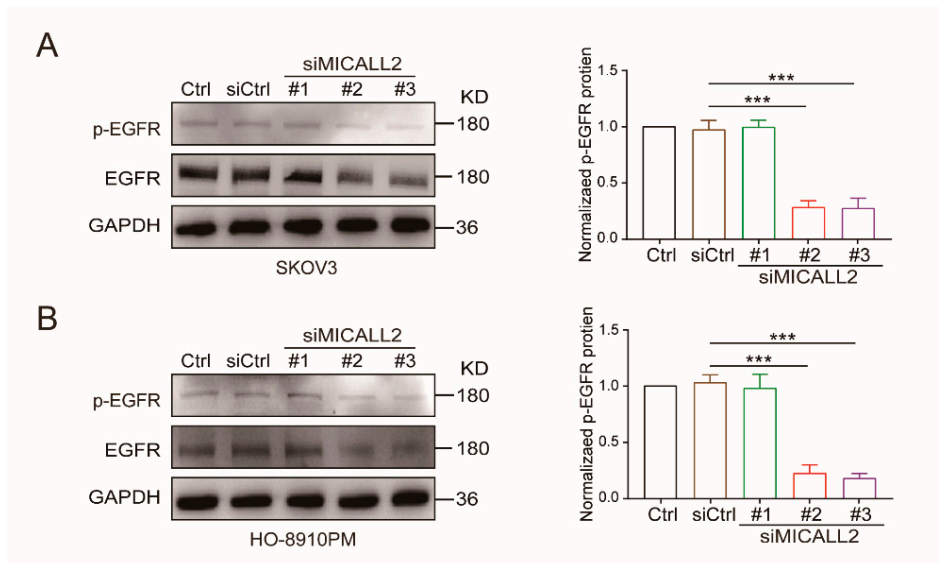 A
siMICALL2
Ctrl siCtrl #1 #2 #3
KD
p-EGFR 180
EGFR 180
GAPDH 36
SKOV3
Normalizaed p-EGFR protien
1.5
1.0
0.5
0.0
***
***
Ctrl siCtrl #1 #2 #3
siMICALL2
B
siMICALL2
Ctrl siCtrl #1 #2 #3
KD
p-EGFR 180
EGFR 180
GAPDH 36
HO-8910PM
Normalizaed p-EGFR protien
1.5
1.0
0.5
0.0
***
***
Ctrl siCtrl #1 #2 #3
siMICALL2